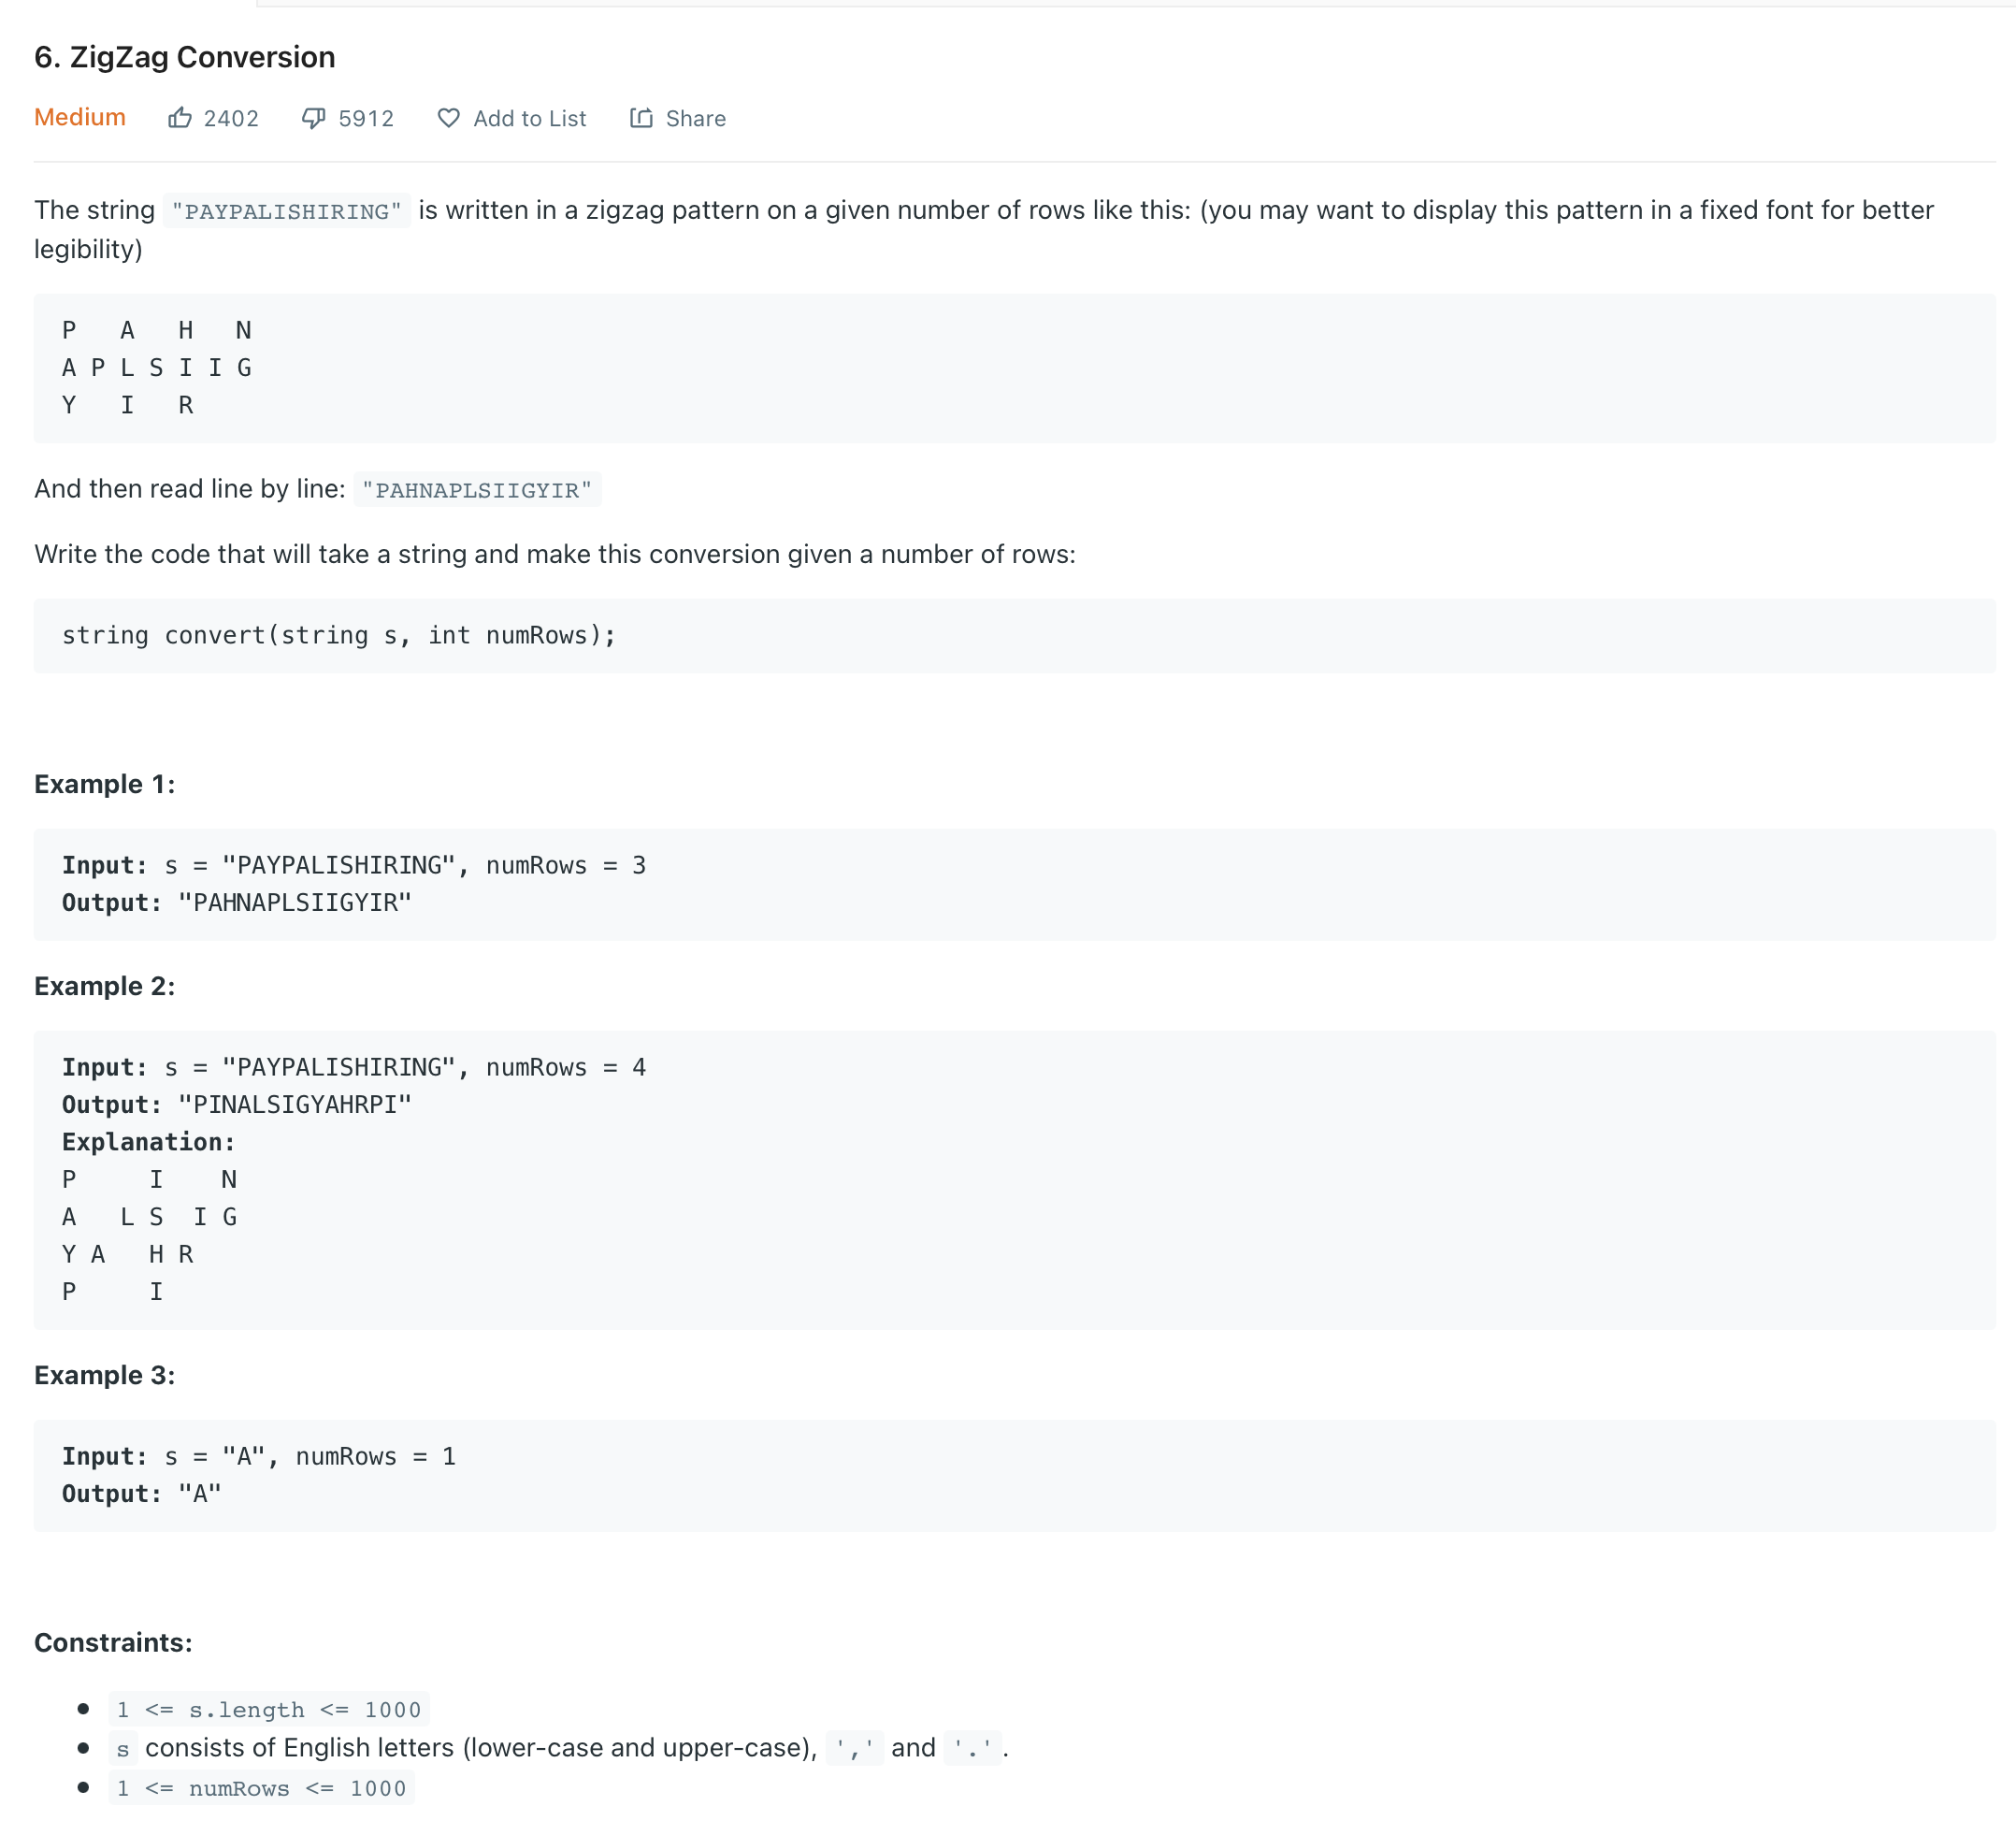 6. ZigZag Conversion
Medium 2402 5912 Add to List Share
The string "PAYPALISHIRING" is written in a zigzag pattern on a given number of rows like this: (you may want to display this pattern in a fixed font for better
legibility)
P   A   H   N
A P L S I I G
Y   I   R
And then read line by line: "PAHNAPLSIIGYIR"
Write the code that will take a string and make this conversion given a number of rows:
string convert(string s, int numRows);
Example 1:
Input: s = "PAYPALISHIRING", numRows = 3
Output: "PAHNAPLSIIGYIR"
Example 2:
Input: s = "PAYPALISHIRING", numRows = 4
Output: "PINALSIGYAHRPI"
Explanation:
P     I    N
A   L S  I G
Y A   H R
P     I
Example 3:
Input: s = "A", numRows = 1
Output: "A"
Constraints:
1 <= s.length <= 1000
s consists of English letters (lower-case and upper-case), ',' and '.'.
1 <= numRows <= 1000